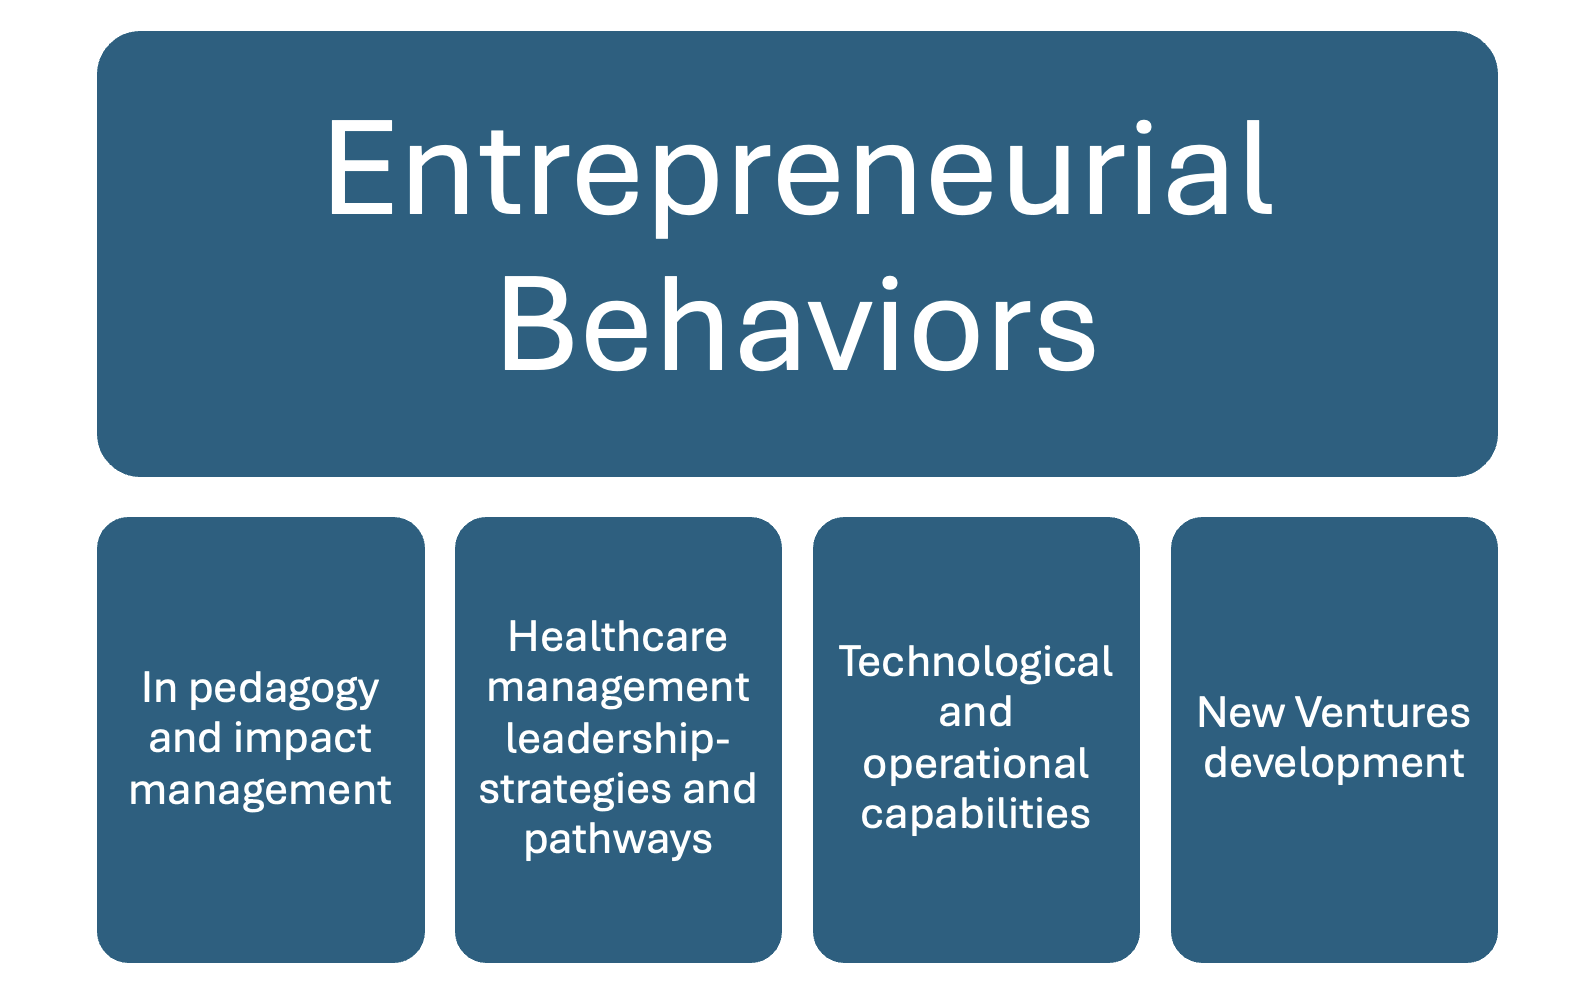 Entrepreneurial
Behaviors
In pedagogy
and impact
management
Healthcare
management
leadership-
strategies and
pathways
Technological
and
operational
capabilities
New Ventures
development